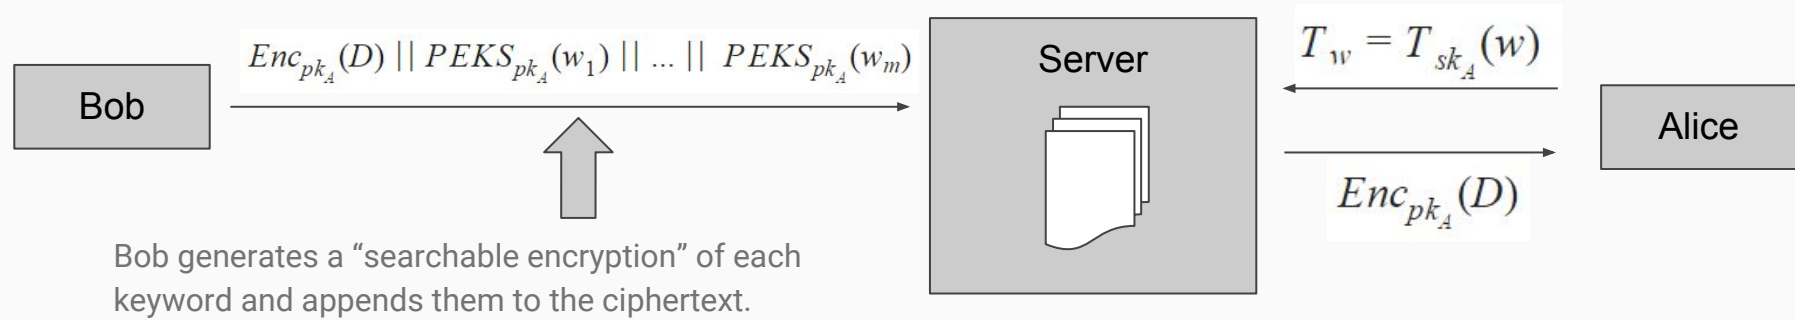 Bob
Enc_{pk_A}(D) || PEKS_{pk_A}(w_1) || ... || PEKS_{pk_A}(w_m)
Bob generates a “searchable encryption” of each
keyword and appends them to the ciphertext.
Server
T_w = T_{sk_A}(w)
Enc_{pk_A}(D)
Alice